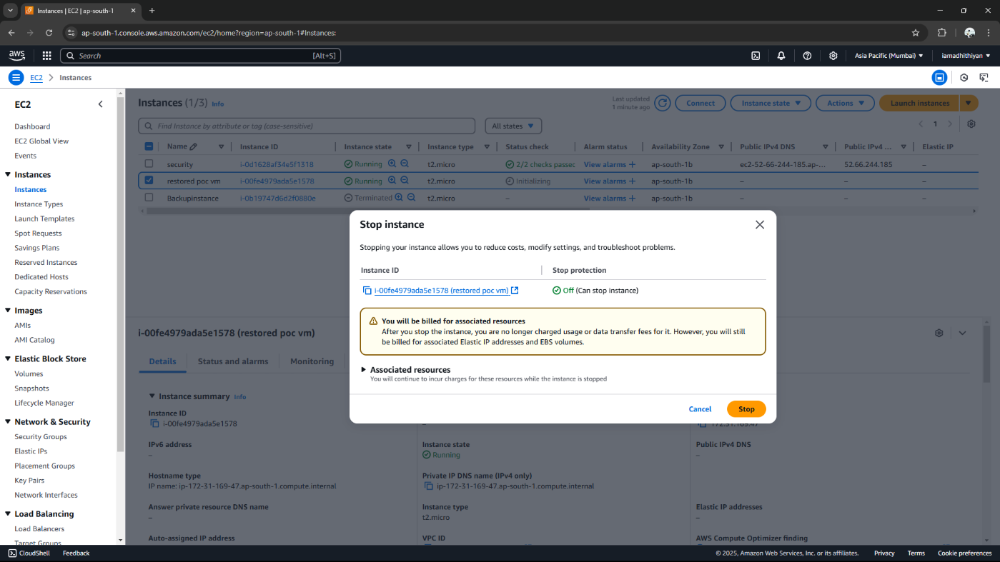 Instances | EC2 | ap-south-1
ap-south-1.console.aws.amazon.com/ec2/home?region=ap-south-1#Instances:
aws
Search
[Alt+S]
Asia Pacific (Mumbai)
iamadhithiyan
EC2
Instances
EC2
Dashboard
EC2 Global View
Events
Instances
Instances
Instance Types
Launch Templates
Spot Requests
Savings Plans
Reserved Instances
Dedicated Hosts
Capacity Reservations
Images
AMIs
AMI Catalog
Elastic Block Store
Volumes
Snapshots
Lifecycle Manager
Network & Security
Security Groups
Elastic IPs
Placement Groups
Key Pairs
Network Interfaces
Load Balancing
Load Balancers
Target Groups
Instances (1/3) Info
Last updated
1 minute ago
Connect
Instance state
Actions
Launch instances
Find Instance by attribute or tag (case-sensitive)
All states
1
Name Instance ID Instance state Instance type Status check Alarm status Availability Zone Public IPv4 DNS Public IPv4 ... Elastic IP
security i-0d1628af34e5f1318 Running t2.micro 2/2 checks passec View alarms + ap-south-1b ec2-52-66-244-185.ap-... 52.66.244.185 –
restored poc vm i-00fe4979ada5e1578 Running t2.micro Initializing View alarms + ap-south-1b – – –
Backupinstance i-0b19747d6d2f0880e Terminated t2.micro – View alarms + ap-south-1b – – –
Stop instance
Stopping your instance allows you to reduce costs, modify settings, and troubleshoot problems.
Instance ID Stop protection
i-00fe4979ada5e1578 (restored poc vm) Off (Can stop instance)
You will be billed for associated resources
After you stop the instance, you are no longer charged usage or data transfer fees for it. However, you will still
be billed for associated Elastic IP addresses and EBS volumes.
Associated resources
You will continue to incur charges for these resources while the instance is stopped
Cancel
Stop
i-00fe4979ada5e1578 (restored poc vm)
Details
Status and alarms
Monitoring
Instance summary Info
Instance ID
i-00fe4979ada5e1578
–
172.31.169.47
IPv6 address
–
Instance state
Running
Public IPv4 DNS
–
Hostname type
IP name: ip-172-31-169-47.ap-south-1.compute.internal
Private IP DNS name (IPv4 only)
ip-172-31-169-47.ap-south-1.compute.internal
Answer private resource DNS name
–
Instance type
t2.micro
Elastic IP addresses
–
Auto-assigned IP address
VPC ID
AWS Compute Optimizer finding
CloudShell
Feedback
© 2025, Amazon Web Services, Inc. or its affiliates.
Privacy
Terms
Cookie preferences